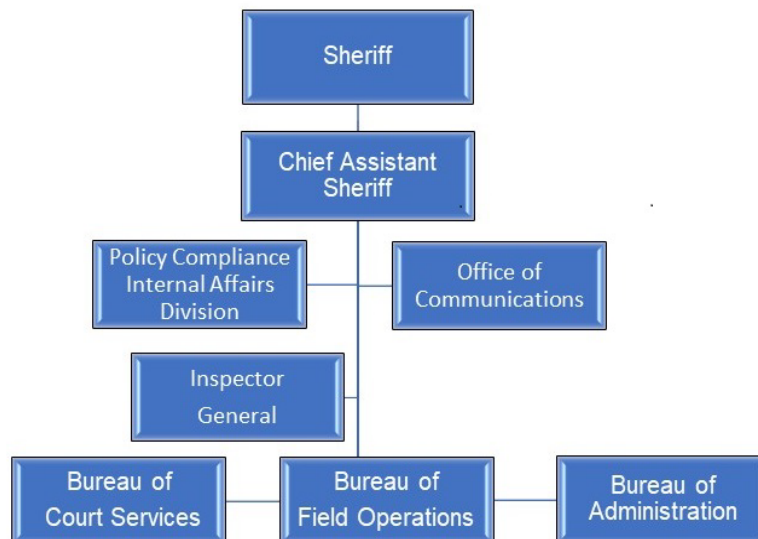 Sheriff
Chief Assistant
Sheriff
Policy Compliance
Internal Affairs
Division
Office of
Communications
Inspector
General
Bureau of
Court Services
Bureau of
Field Operations
Bureau of
Administration